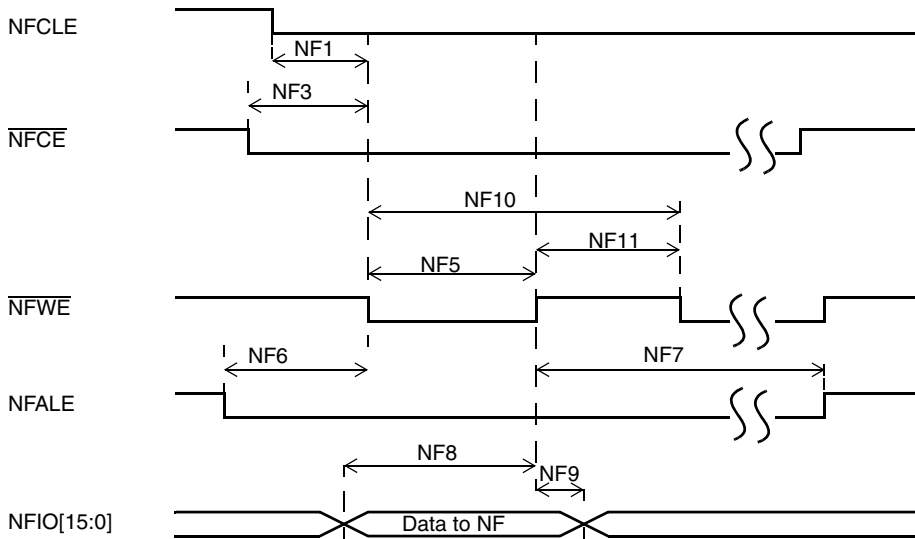 NFCLE
NF1
NF3
NFCE
NF10
NF11
NF5
NFWE
NF6
NF7
NFALE
NF8
NF9
NFIO[15:0]
Data to NF